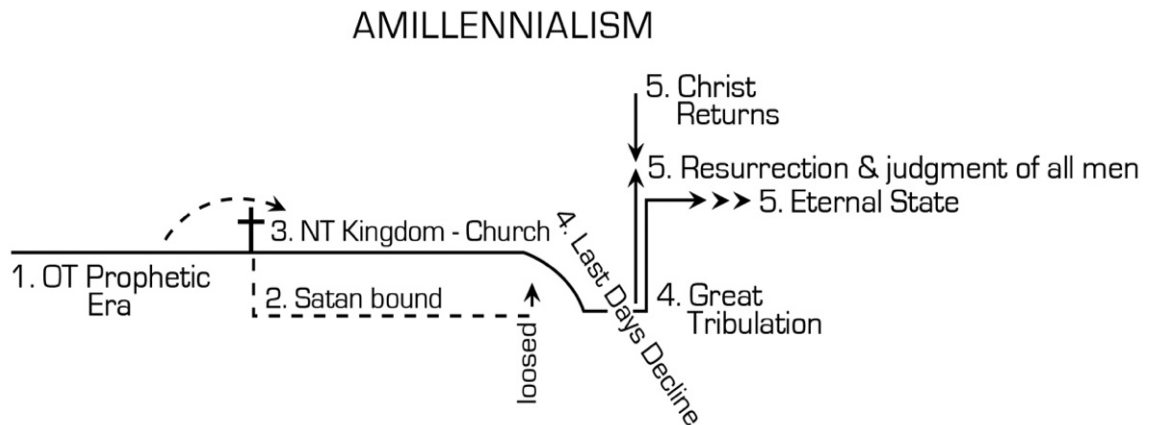 AMILLENNIALISM
5. Christ
Returns
5. Resurrection & judgment of all men
5. Eternal State
3. NT Kingdom - Church
1. OT Prophetic
Era
2. Satan bound
loosed
4. Last Days Decline
4. Great
Tribulation